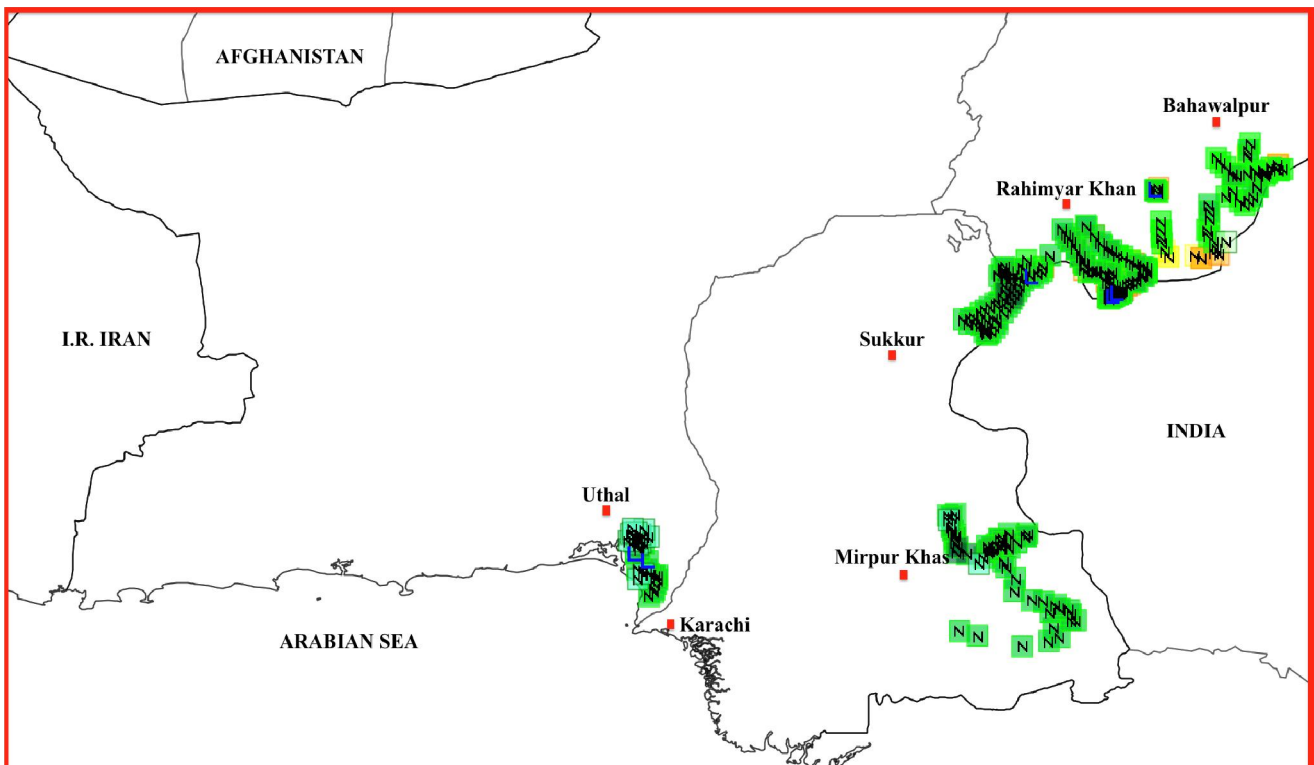 AFGHANISTAN
Bahawalpur
Rahimyar Khan
I.R. IRAN
Sukkur
INDIA
Uthal
Mirpur Khas
ARABIAN SEA
Karachi